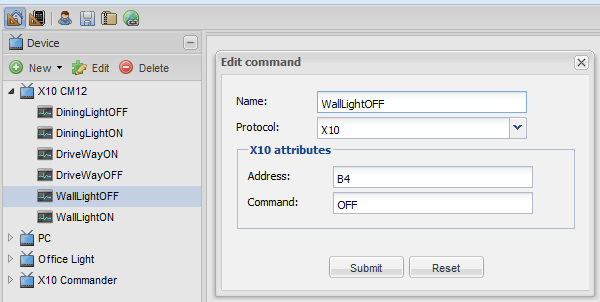 Device
New Edit Delete
X10 CM12
DiningLightOFF
DiningLightON
DriveWayON
DriveWayOFF
WallLightOFF
WallLightON
PC
Office Light
X10 Commander
Edit command
Name: WallLightOFF
Protocol: X10
X10 attributes
Address: B4
Command: OFF
Submit Reset